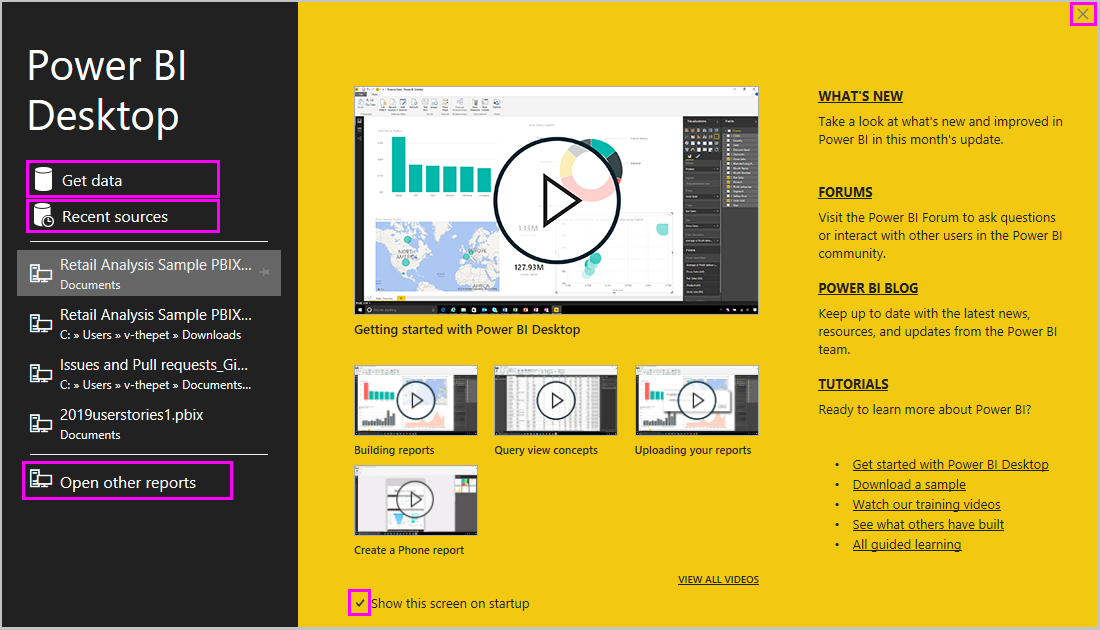 Power BI
Desktop
Get data
Recent sources
Retail Analysis Sample PBIX...
Documents
Retail Analysis Sample PBIX...
C: » Users » v-thepet » Downloads
Issues and Pull requests_Gi...
C: » Users » v-thepet » Documents...
2019userstories1.pbix
Documents
Open other reports
NORTH
AMERICA
1.13M
127.93M
Getting started with Power BI Desktop
Building reports
Query view concepts
Uploading your reports
Create a Phone report
VIEW ALL VIDEOS
Show this screen on startup
WHAT'S NEW
Take a look at what's new and improved in
Power BI in this month's update.
FORUMS
Visit the Power BI Forum to ask questions
or interact with other users in the Power BI
community.
POWER BI BLOG
Keep up to date with the latest news,
resources, and updates from the Power BI
team.
TUTORIALS
Ready to learn more about Power BI?
• Get started with Power BI Desktop
• Download a sample
• Watch our training videos
• See what others have built
• All guided learning